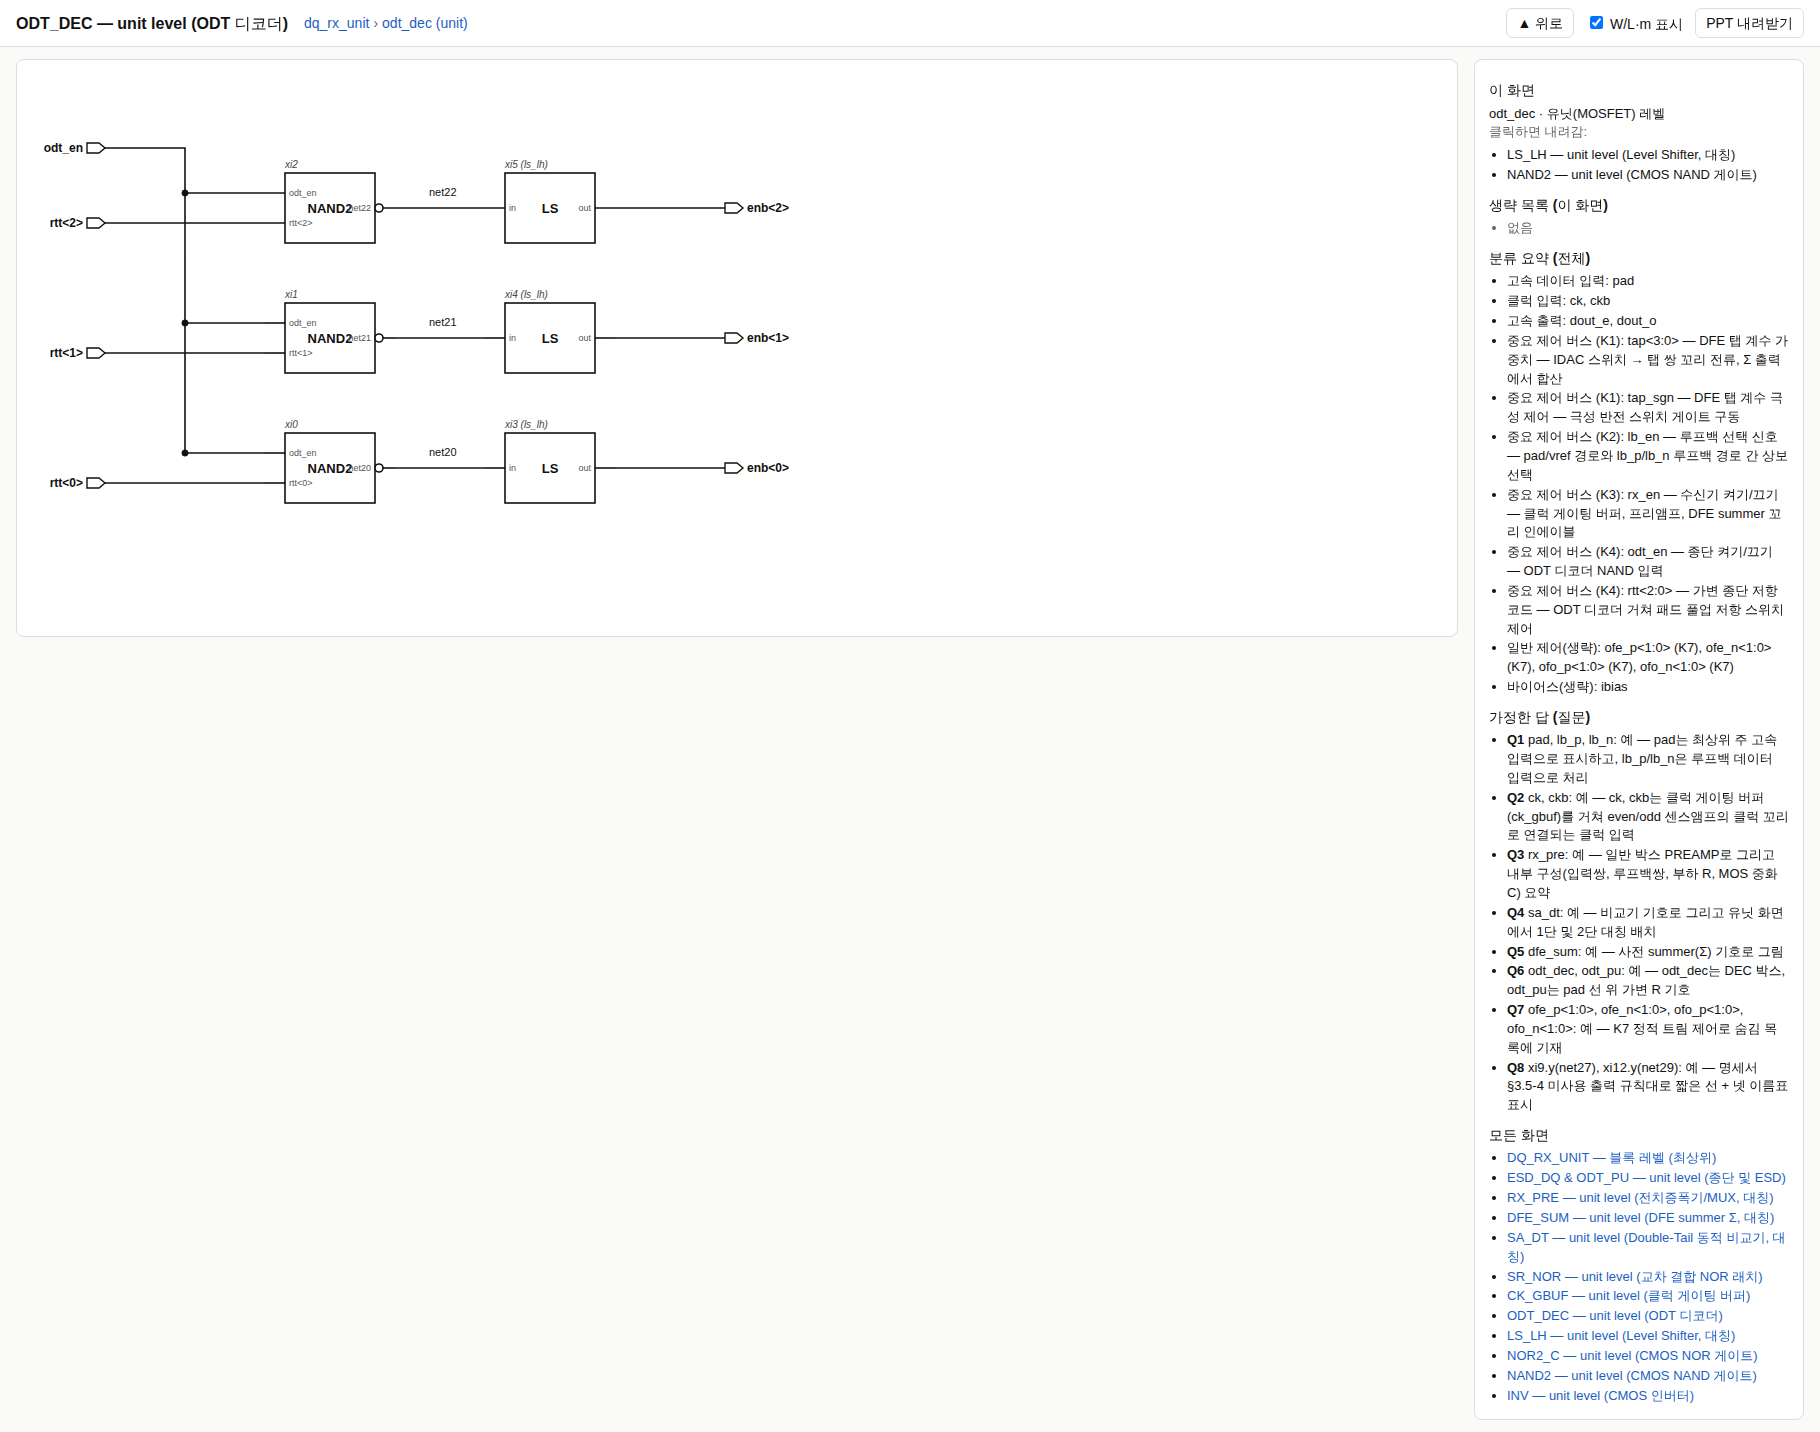 ODT_DEC — unit level (ODT 디코더)
dq_rx_unit › odt_dec (unit)
▲ 위로
W/L·m 표시
PPT 내려받기
odt_en
xi2
xi5 (ls_lh)
odt_en
net22
NAND2
net22
in
LS
out
enb<2>
rtt<2>
rtt<2>
xi1
xi4 (ls_lh)
odt_en
net21
NAND2
net21
in
LS
out
enb<1>
rtt<1>
rtt<1>
xi0
xi3 (ls_lh)
odt_en
net20
NAND2
net20
in
LS
out
enb<0>
rtt<0>
rtt<0>
이 화면
odt_dec · 유닛(MOSFET) 레벨
클릭하면 내려감:
LS_LH — unit level (Level Shifter, 대칭)
NAND2 — unit level (CMOS NAND 게이트)
생략 목록 (이 화면)
없음
분류 요약 (전체)
고속 데이터 입력: pad
클럭 입력: ck, ckb
고속 출력: dout_e, dout_o
중요 제어 버스 (K1): tap<3:0> — DFE 탭 계수 가
중치 — IDAC 스위치 → 탭 쌍 꼬리 전류, Σ 출력
에서 합산
중요 제어 버스 (K1): tap_sgn — DFE 탭 계수 극
성 제어 — 극성 반전 스위치 게이트 구동
중요 제어 버스 (K2): lb_en — 루프백 선택 신호
— pad/vref 경로와 lb_p/lb_n 루프백 경로 간 상보
선택
중요 제어 버스 (K3): rx_en — 수신기 켜기/끄기
— 클럭 게이팅 버퍼, 프리앰프, DFE summer 꼬
리 인에이블
중요 제어 버스 (K4): odt_en — 종단 켜기/끄기
— ODT 디코더 NAND 입력
중요 제어 버스 (K4): rtt<2:0> — 가변 종단 저항
코드 — ODT 디코더 거쳐 패드 풀업 저항 스위치
제어
일반 제어(생략): ofe_p<1:0> (K7), ofe_n<1:0>
(K7), ofo_p<1:0> (K7), ofo_n<1:0> (K7)
바이어스(생략): ibias
가정한 답 (질문)
Q1 pad, lb_p, lb_n: 예 — pad는 최상위 주 고속
입력으로 표시하고, lb_p/lb_n은 루프백 데이터
입력으로 처리
Q2 ck, ckb: 예 — ck, ckb는 클럭 게이팅 버퍼
(ck_gbuf)를 거쳐 even/odd 센스앰프의 클럭 꼬리
로 연결되는 클럭 입력
Q3 rx_pre: 예 — 일반 박스 PREAMP로 그리고
내부 구성(입력쌍, 루프백쌍, 부하 R, MOS 중화
C) 요약
Q4 sa_dt: 예 — 비교기 기호로 그리고 유닛 화면
에서 1단 및 2단 대칭 배치
Q5 dfe_sum: 예 — 사전 summer(Σ) 기호로 그림
Q6 odt_dec, odt_pu: 예 — odt_dec는 DEC 박스,
odt_pu는 pad 선 위 가변 R 기호
Q7 ofe_p<1:0>, ofe_n<1:0>, ofo_p<1:0>,
ofo_n<1:0>: 예 — K7 정적 트림 제어로 숨김 목
록에 기재
Q8 xi9.y(net27), xi12.y(net29): 예 — 명세서
§3.5-4 미사용 출력 규칙대로 짧은 선 + 넷 이름표
표시
모든 화면
DQ_RX_UNIT — 블록 레벨 (최상위)
ESD_DQ & ODT_PU — unit level (종단 및 ESD)
RX_PRE — unit level (전치증폭기/MUX, 대칭)
DFE_SUM — unit level (DFE summer Σ, 대칭)
SA_DT — unit level (Double-Tail 동적 비교기, 대
칭)
SR_NOR — unit level (교차 결합 NOR 래치)
CK_GBUF — unit level (클럭 게이팅 버퍼)
ODT_DEC — unit level (ODT 디코더)
LS_LH — unit level (Level Shifter, 대칭)
NOR2_C — unit level (CMOS NOR 게이트)
NAND2 — unit level (CMOS NAND 게이트)
INV — unit level (CMOS 인버터)